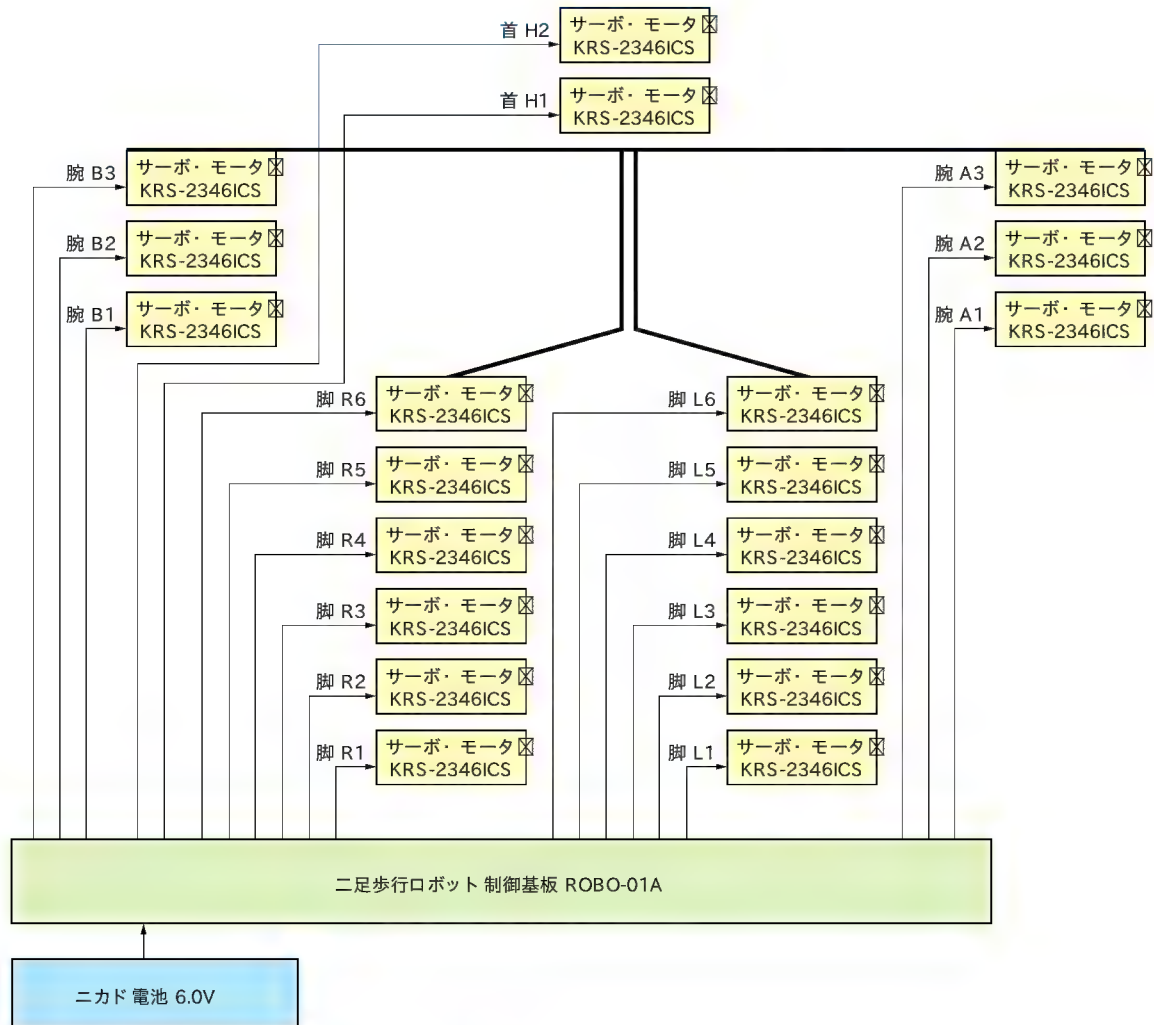 首 H2
サーボ・モータ
KRS-2346ICS
首 H1
サーボ・モータ
KRS-2346ICS
腕 B3
サーボ・モータ
KRS-2346ICS
腕 A3
サーボ・モータ
KRS-2346ICS
腕 B2
サーボ・モータ
KRS-2346ICS
腕 A2
サーボ・モータ
KRS-2346ICS
腕 B1
サーボ・モータ
KRS-2346ICS
腕 A1
サーボ・モータ
KRS-2346ICS
脚 R6
サーボ・モータ
KRS-2346ICS
脚 L6
サーボ・モータ
KRS-2346ICS
脚 R5
サーボ・モータ
KRS-2346ICS
脚 L5
サーボ・モータ
KRS-2346ICS
脚 R4
サーボ・モータ
KRS-2346ICS
脚 L4
サーボ・モータ
KRS-2346ICS
脚 R3
サーボ・モータ
KRS-2346ICS
脚 L3
サーボ・モータ
KRS-2346ICS
脚 R2
サーボ・モータ
KRS-2346ICS
脚 L2
サーボ・モータ
KRS-2346ICS
脚 R1
サーボ・モータ
KRS-2346ICS
脚 L1
サーボ・モータ
KRS-2346ICS
二足歩行ロボット 制御基板 ROBO-01A
ニカド電池 6.0V